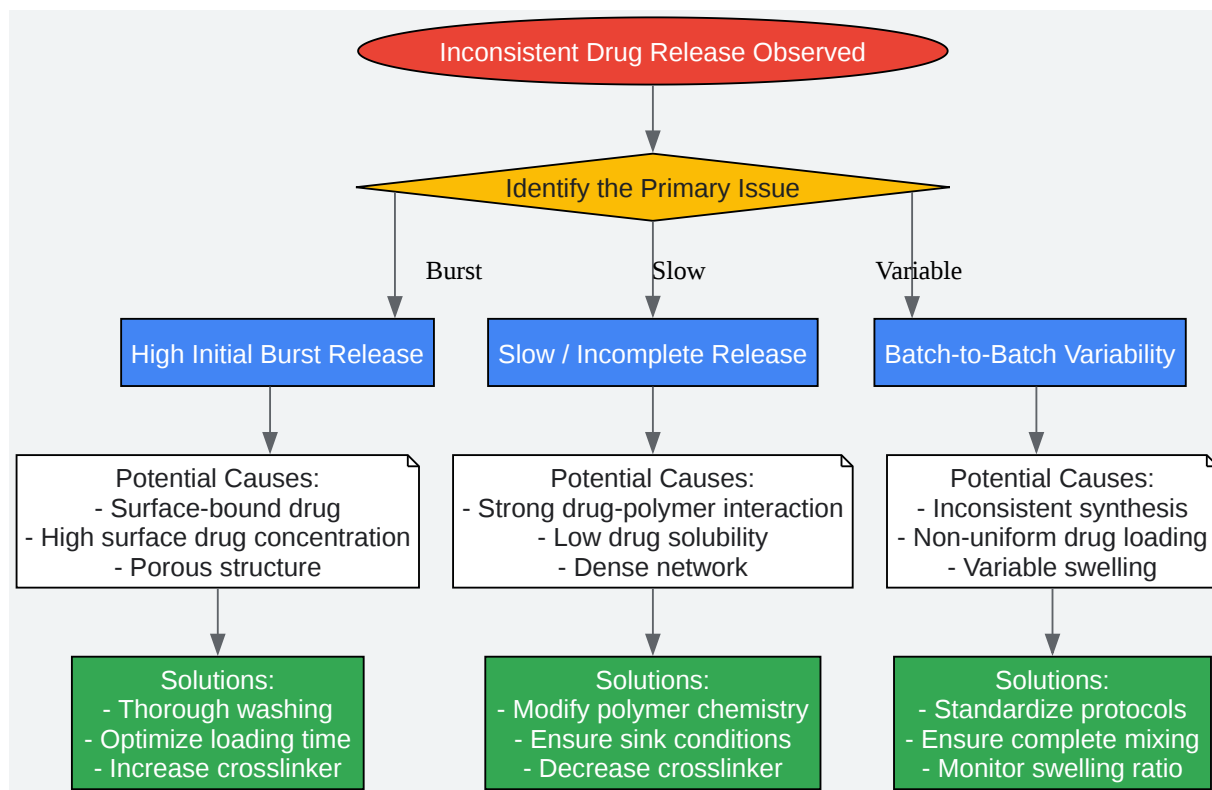 Inconsistent Drug Release Observed
Identify the Primary Issue
Burst
Slow
Variable
High Initial Burst Release
Slow / Incomplete Release
Batch-to-Batch Variability
Potential Causes:
- Surface-bound drug
- High surface drug concentration
- Porous structure
Potential Causes:
- Strong drug-polymer interaction
- Low drug solubility
- Dense network
Potential Causes:
- Inconsistent synthesis
- Non-uniform drug loading
- Variable swelling
Solutions:
- Thorough washing
- Optimize loading time
- Increase crosslinker
Solutions:
- Modify polymer chemistry
- Ensure sink conditions
- Decrease crosslinker
Solutions:
- Standardize protocols
- Ensure complete mixing
- Monitor swelling ratio